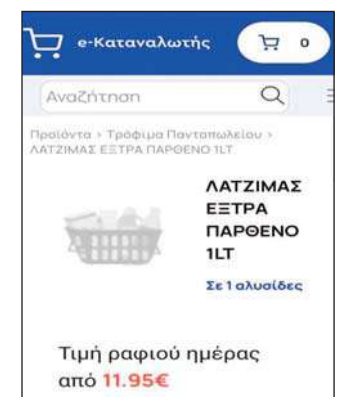 e-Καταναλωτής
0
Αναζήτηση
Προϊόντα > Τρόφιμα Παντοπωλείου >
ΛΑΤΖΙΜΑΣ ΕΞΤΡΑ ΠΑΡΘΕΝΟ 1LT
ΛΑΤΖΙΜΑΣ
ΕΞΤΡΑ
ΠΑΡΘΕΝΟ
1LT
Σε 1 αλυσίδες
Τιμή ραφιού ημέρας
από 11.95€